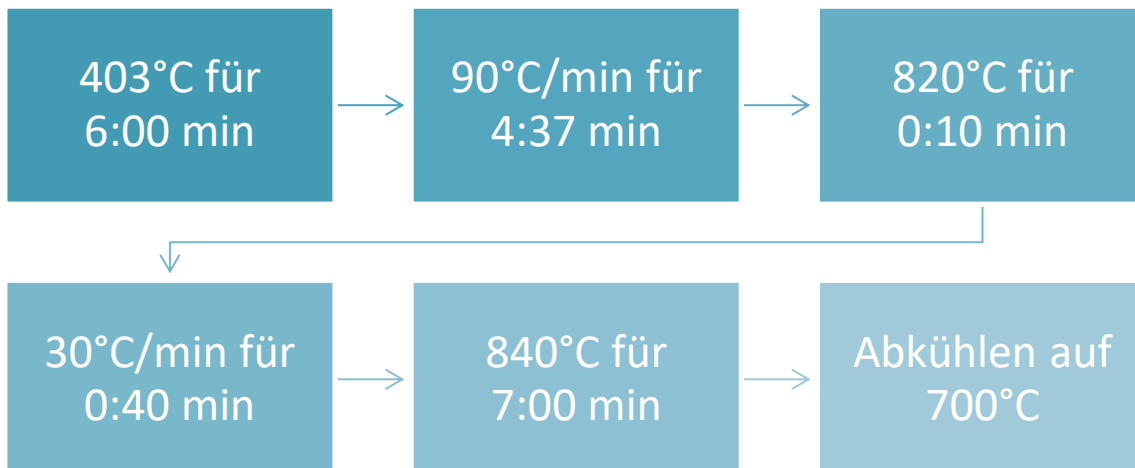 403°C für
6:00 min
90°C/min für
4:37 min
820°C für
0:10 min
30°C/min für
0:40 min
840°C für
7:00 min
Abkühlen auf
700°C